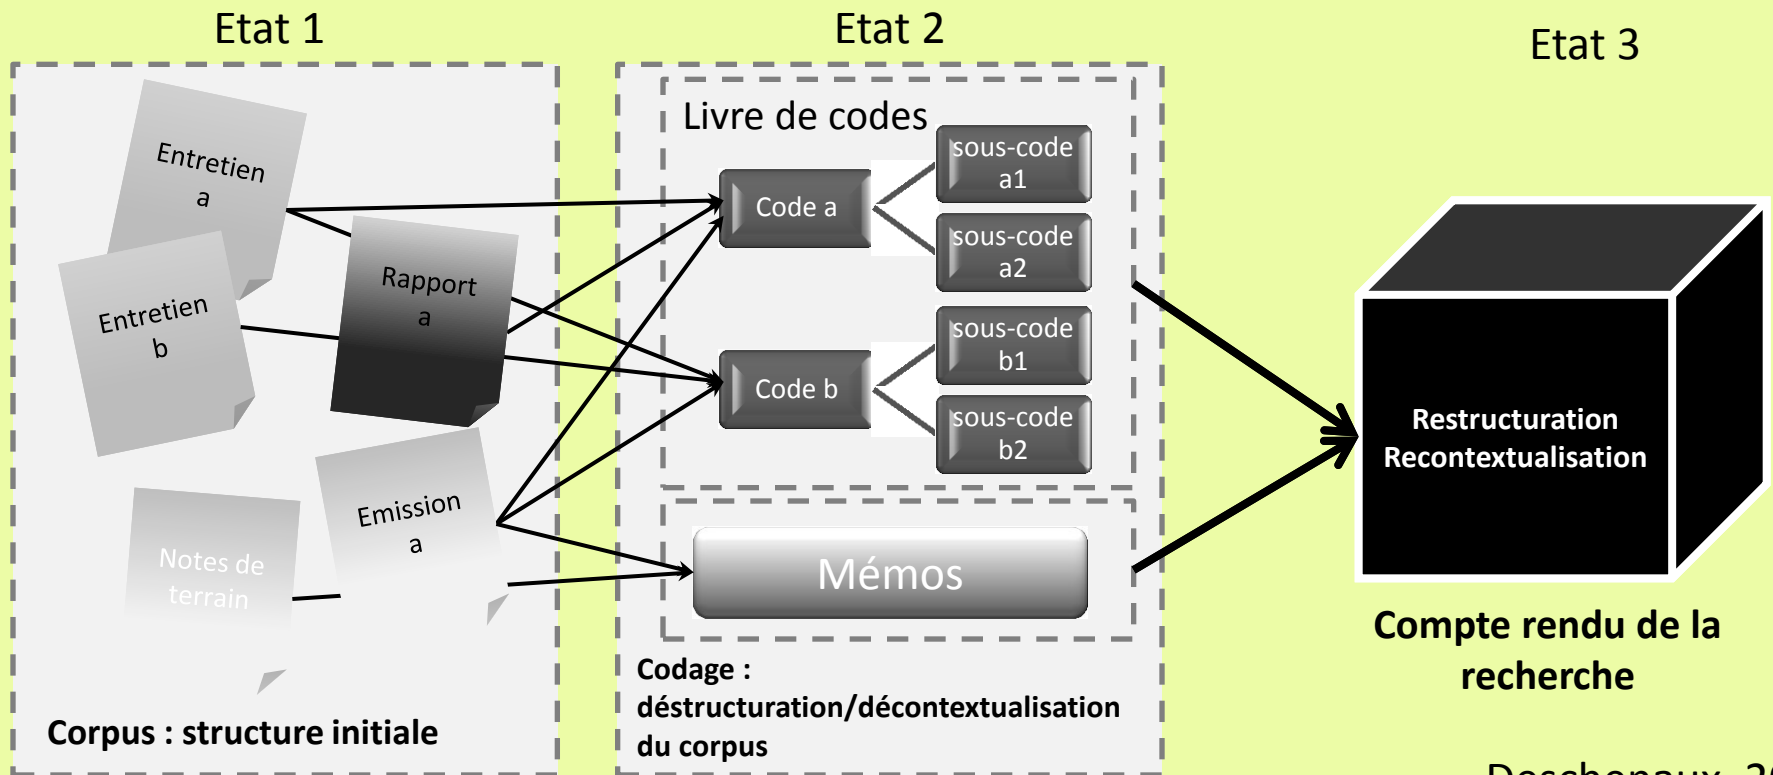 Etat 1
Entretien
a
Entretien
b
Rapport
a
Emission
a
Notes de
terrain
Corpus : structure initiale
Etat 2
Livre de codes
Code a
sous-code
a1
sous-code
a2
Code b
sous-code
b1
sous-code
b2
Mémos
Codage :
déstructuration/décontextualisation
du corpus
Etat 3
Restructuration
Recontextualisation
Compte rendu de la
recherche